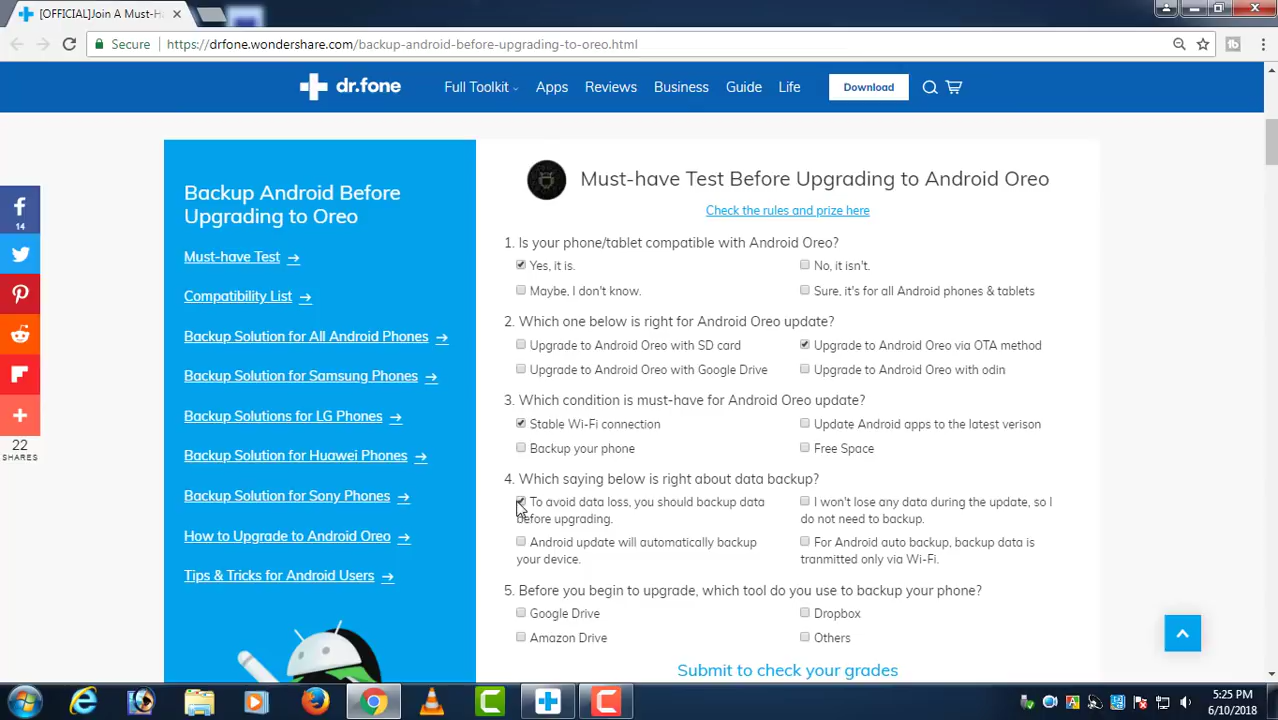 [OFFICIAL]Join A Must-H
Secure
https://drfone.wondershare.com/backup-android-before-upgrading-to-oreo.html
dr.fone
Full Toolkit
Apps
Reviews
Business
Guide
Life
Download
14
22
SHARES
Backup Android Before
Upgrading to Oreo
Must-have Test
Compatibility List
Backup Solution for All Android Phones
Backup Solution for Samsung Phones
Backup Solutions for LG Phones
Backup Solution for Huawei Phones
Backup Solution for Sony Phones
How to Upgrade to Android Oreo
Tips & Tricks for Android Users
Must-have Test Before Upgrading to Android Oreo
Check the rules and prize here
1. Is your phone/tablet compatible with Android Oreo?
Yes, it is.
No, it isn't.
Maybe, I don't know.
Sure, it's for all Android phones & tablets
2. Which one below is right for Android Oreo update?
Upgrade to Android Oreo with SD card
Upgrade to Android Oreo via OTA method
Upgrade to Android Oreo with Google Drive
Upgrade to Android Oreo with odin
3. Which condition is must-have for Android Oreo update?
Stable Wi-Fi connection
Update Android apps to the latest verison
Backup your phone
Free Space
4. Which saying below is right about data backup?
To avoid data loss, you should backup data
before upgrading.
I won't lose any data during the update, so I
do not need to backup.
Android update will automatically backup
your device.
For Android auto backup, backup data is
tranmitted only via Wi-Fi.
5. Before you begin to upgrade, which tool do you use to backup your phone?
Google Drive
Dropbox
Amazon Drive
Others
Submit to check your grades
5:25 PM
6/10/2018